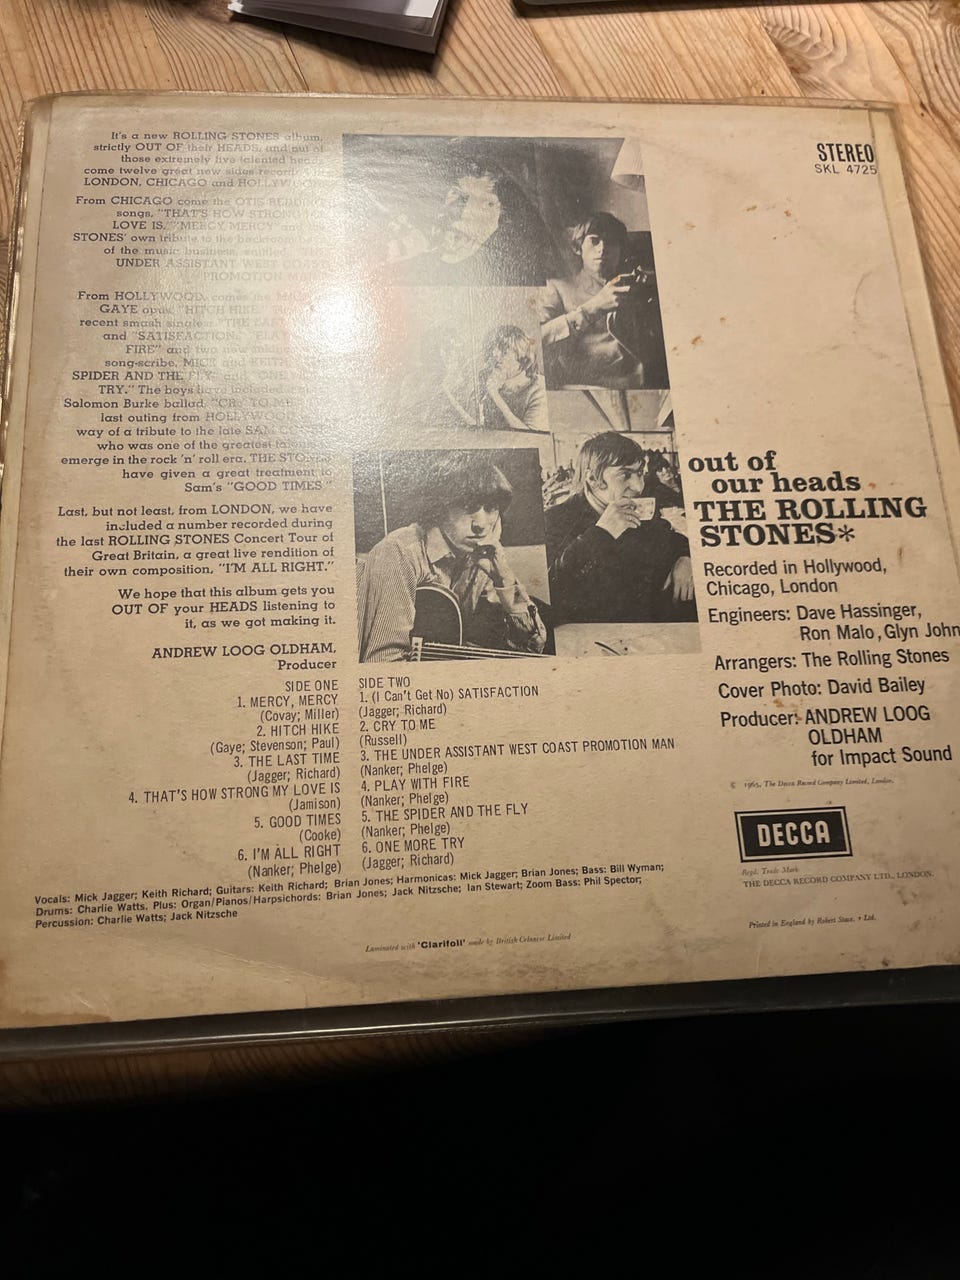 It's a new ROLLING STONES album,
strictly OUT OF their HEADS, and out of
those extremely live talented heads
come twelve great new sides recorded in
LONDON, CHICAGO and HOLLYWOOD.
From CHICAGO come the OTIS REDDING
songs, "THAT'S HOW STRONG MY
LOVE IS." "MERCY MERCY" and the
STONES' own tribute to the backroom
of the music business, entitled
UNDER ASSISTANT WEST COAST
PROMOTION MAN
From HOLLYWOOD comes the
GAYE opus "HITCH HIKE"
recent smash singles "THE LAST
and "SATISFACTION,"
FIRE" and two new
song-scribe, MICK and KEITH
SPIDER AND THE FLY and "ONE
TRY." The boys have included
Solomon Burke ballad, "CRY TO ME"
last outing from HOLLYWOOD
way of a tribute to the late SAM COOKE
who was one of the greatest
emerge in the rock 'n' roll era. THE STONES
have given a great treatment to
Sam's "GOOD TIMES."
Last, but not least, from LONDON, we have
included a number recorded during
the last ROLLING STONES Concert Tour of
Great Britain, a great live rendition of
their own composition, "I'M ALL RIGHT."
We hope that this album gets you
OUT OF your HEADS listening to
it, as we got making it.
ANDREW LOOG OLDHAM,
Producer
SIDE ONE
1. MERCY, MERCY
(Covay; Miller)
2. HITCH HIKE
(Gaye; Stevenson; Paul)
3. THE LAST TIME
(Jagger; Richard)
4. THAT'S HOW STRONG MY LOVE IS
(Jamison)
5. GOOD TIMES
(Cooke)
6. I'M ALL RIGHT
(Nanker; Phelge)
SIDE TWO
1. (I Can't Get No) SATISFACTION
(Jagger; Richard)
2. CRY TO ME
(Russell)
3. THE UNDER ASSISTANT WEST COAST PROMOTION MAN
(Nanker; Phelge)
4. PLAY WITH FIRE
(Nanker; Phelge)
5. THE SPIDER AND THE FLY
(Nanker; Phelge)
6. ONE MORE TRY
(Jagger; Richard)
Vocals: Mick Jagger; Keith Richard; Guitars: Keith Richard; Brian Jones; Harmonicas: Mick Jagger; Brian Jones; Bass: Bill Wyman;
Drums: Charlie Watts. Plus: Organ/Pianos/Harpsichords: Brian Jones; Jack Nitzsche; Ian Stewart; Zoom Bass: Phil Spector;
Percussion: Charlie Watts; Jack Nitzsche
Laminated with 'Clarifoil' made by British Celanese Limited
STEREO
SKL 4725
out of
our heads
THE ROLLING
STONES*
Recorded in Hollywood,
Chicago, London
Engineers: Dave Hassinger,
Ron Malo, Glyn John
Arrangers: The Rolling Stones
Cover Photo: David Bailey
Producer: ANDREW LOOG
OLDHAM
for Impact Sound
© 1965, The Decca Record Company Limited, London.
DECCA
Regd. Trade Mark
THE DECCA RECORD COMPANY LTD., LONDON.
Printed in England by Robert Stace, + Ltd.